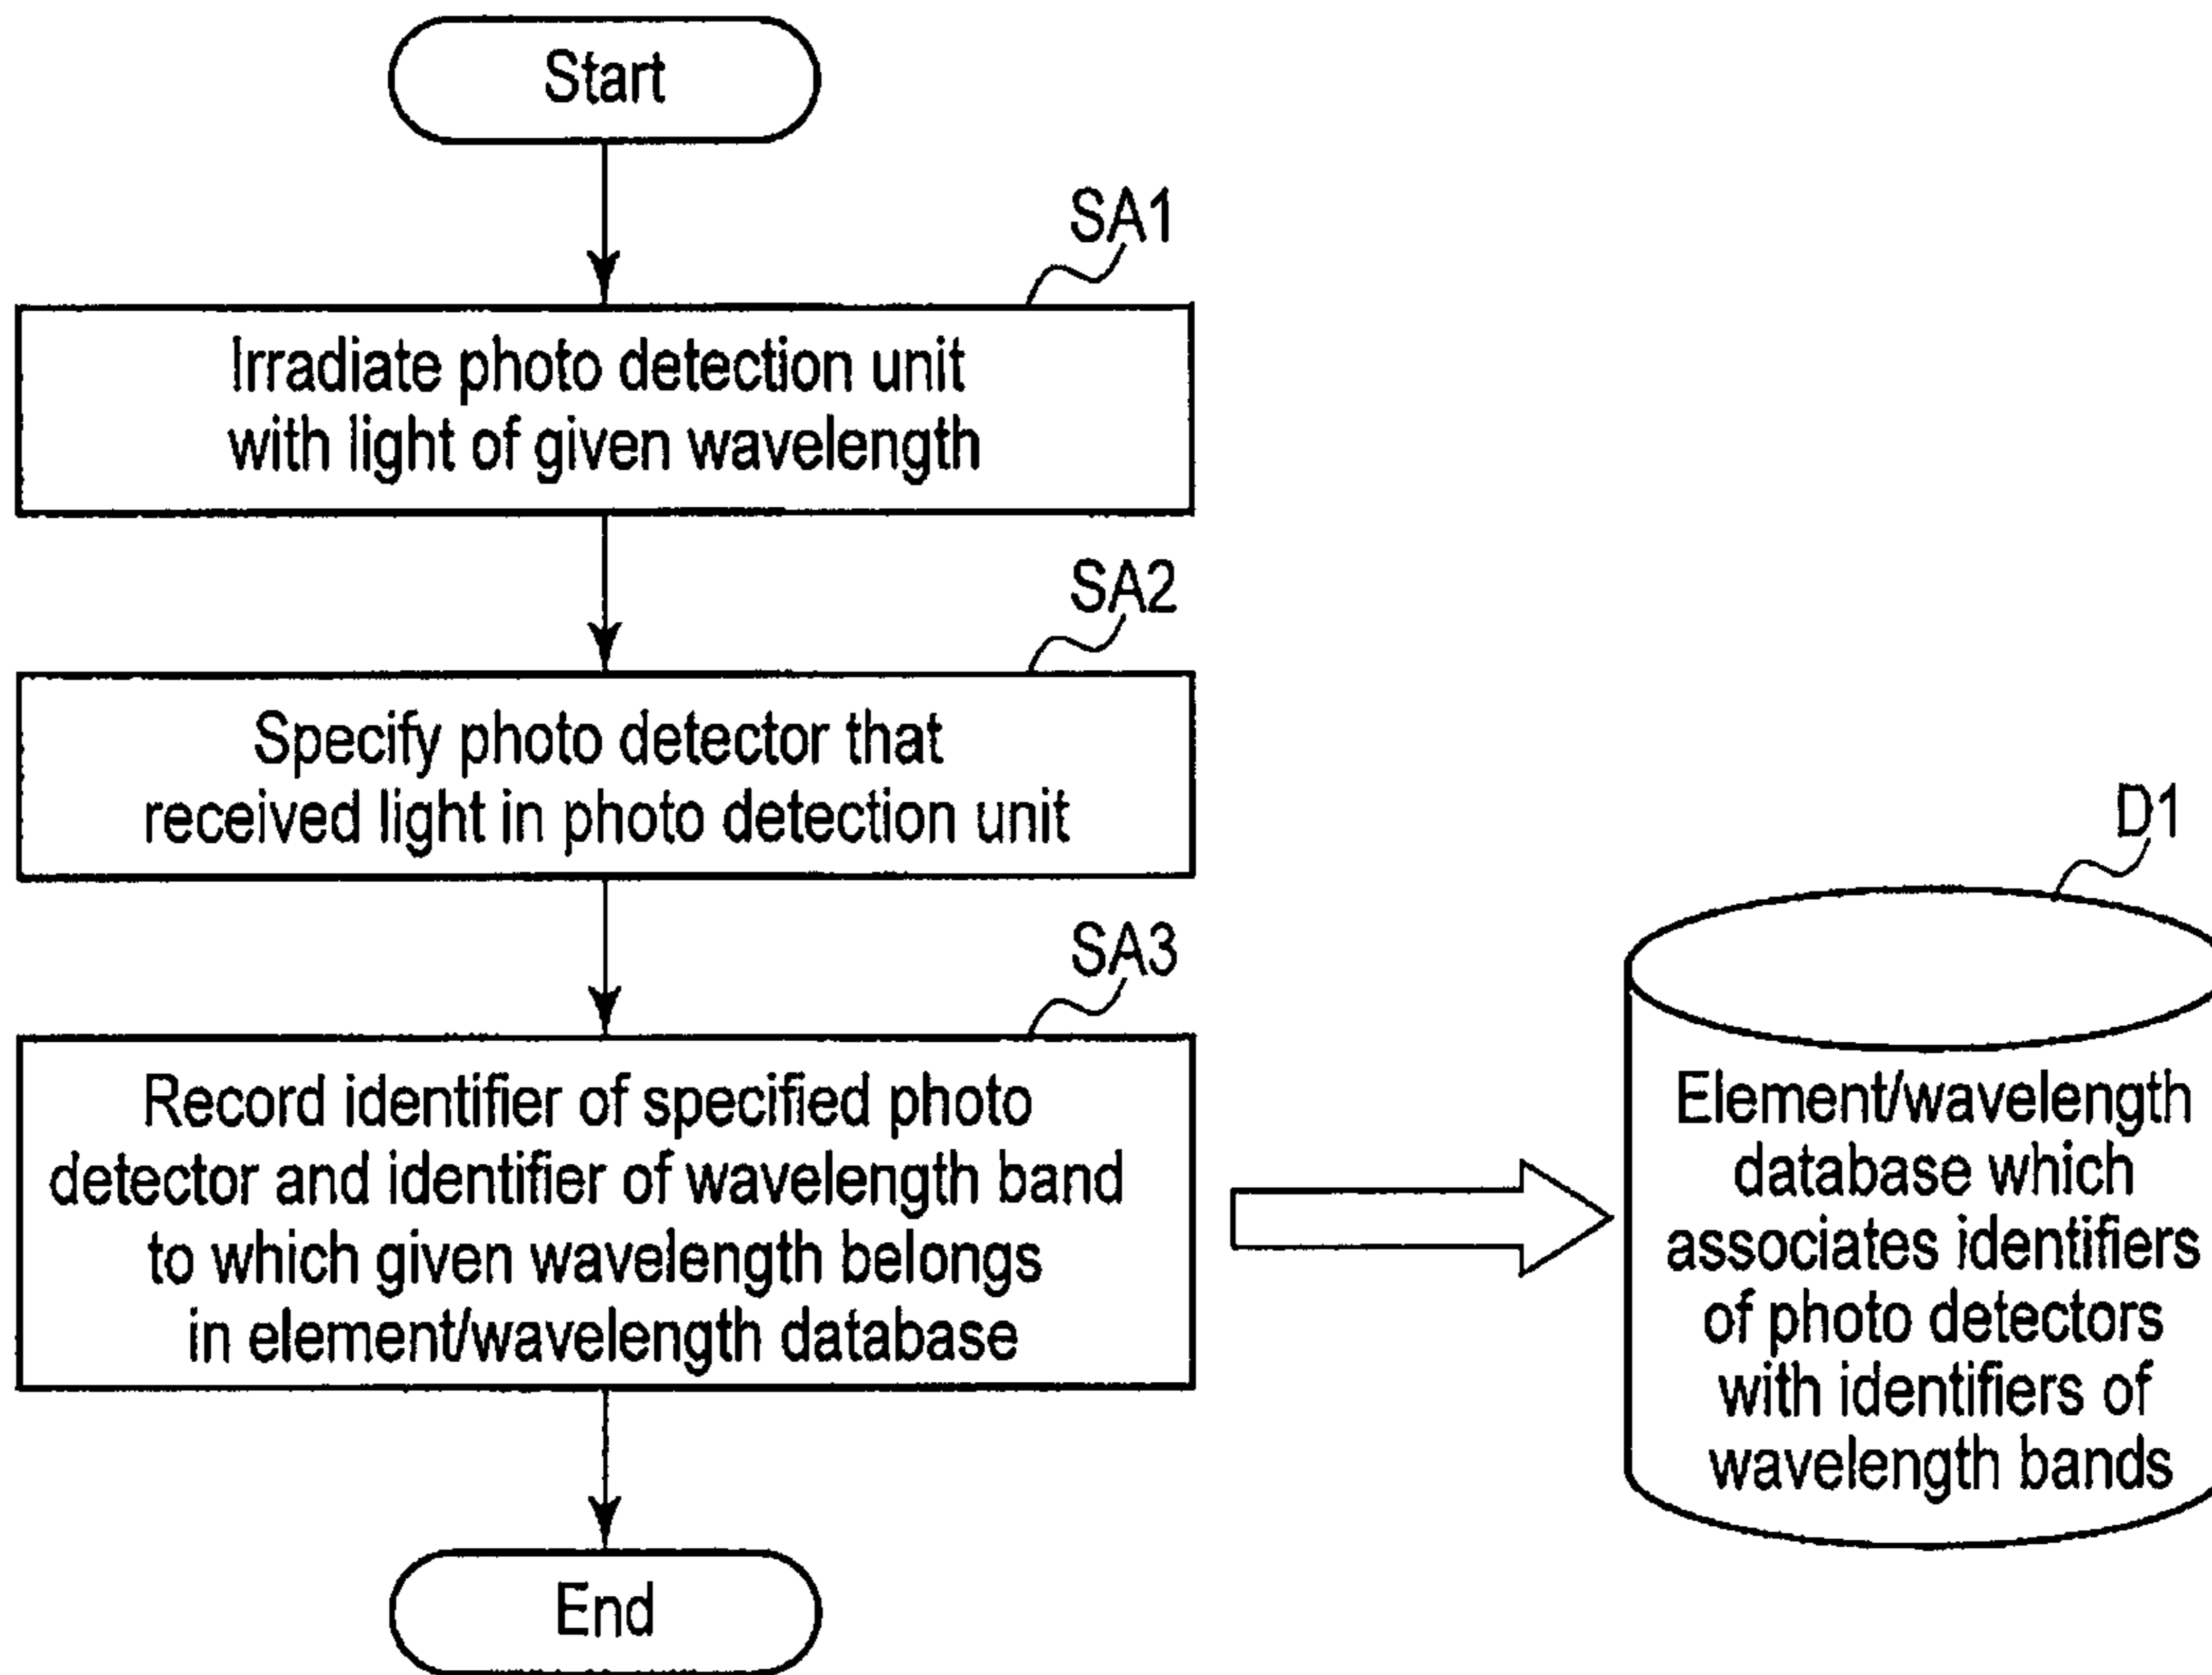 Start
SA1
Irradiate photo detection unit
with light of given wavelength
SA2
Specify photo detector that
received light in photo detection unit
SA3
Record identifier of specified photo
detector and identifier of wavelength band
to which given wavelength belongs
in element/wavelength database
End
D1
Element/wavelength
database which
associates identifiers
of photo detectors
with identifiers of
wavelength bands